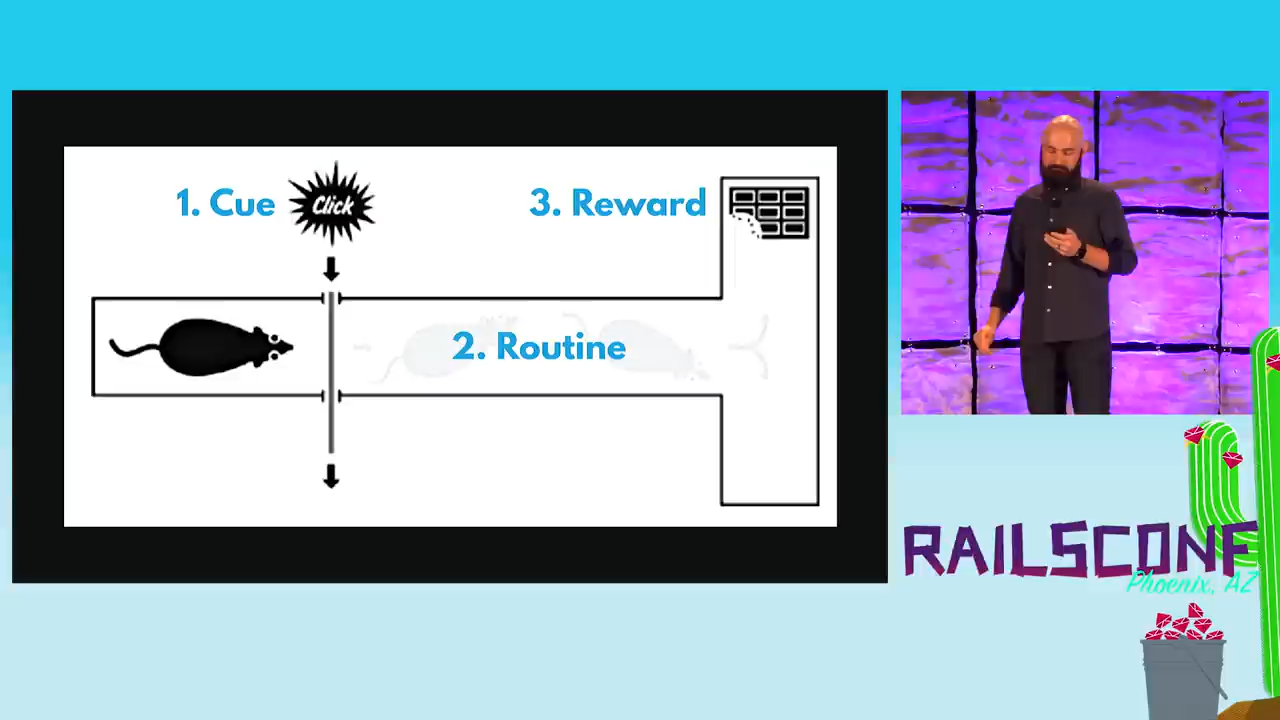 1. Cue
Click
3. Reward
2. Routine
RAILSCONF
Phoenix, AZ